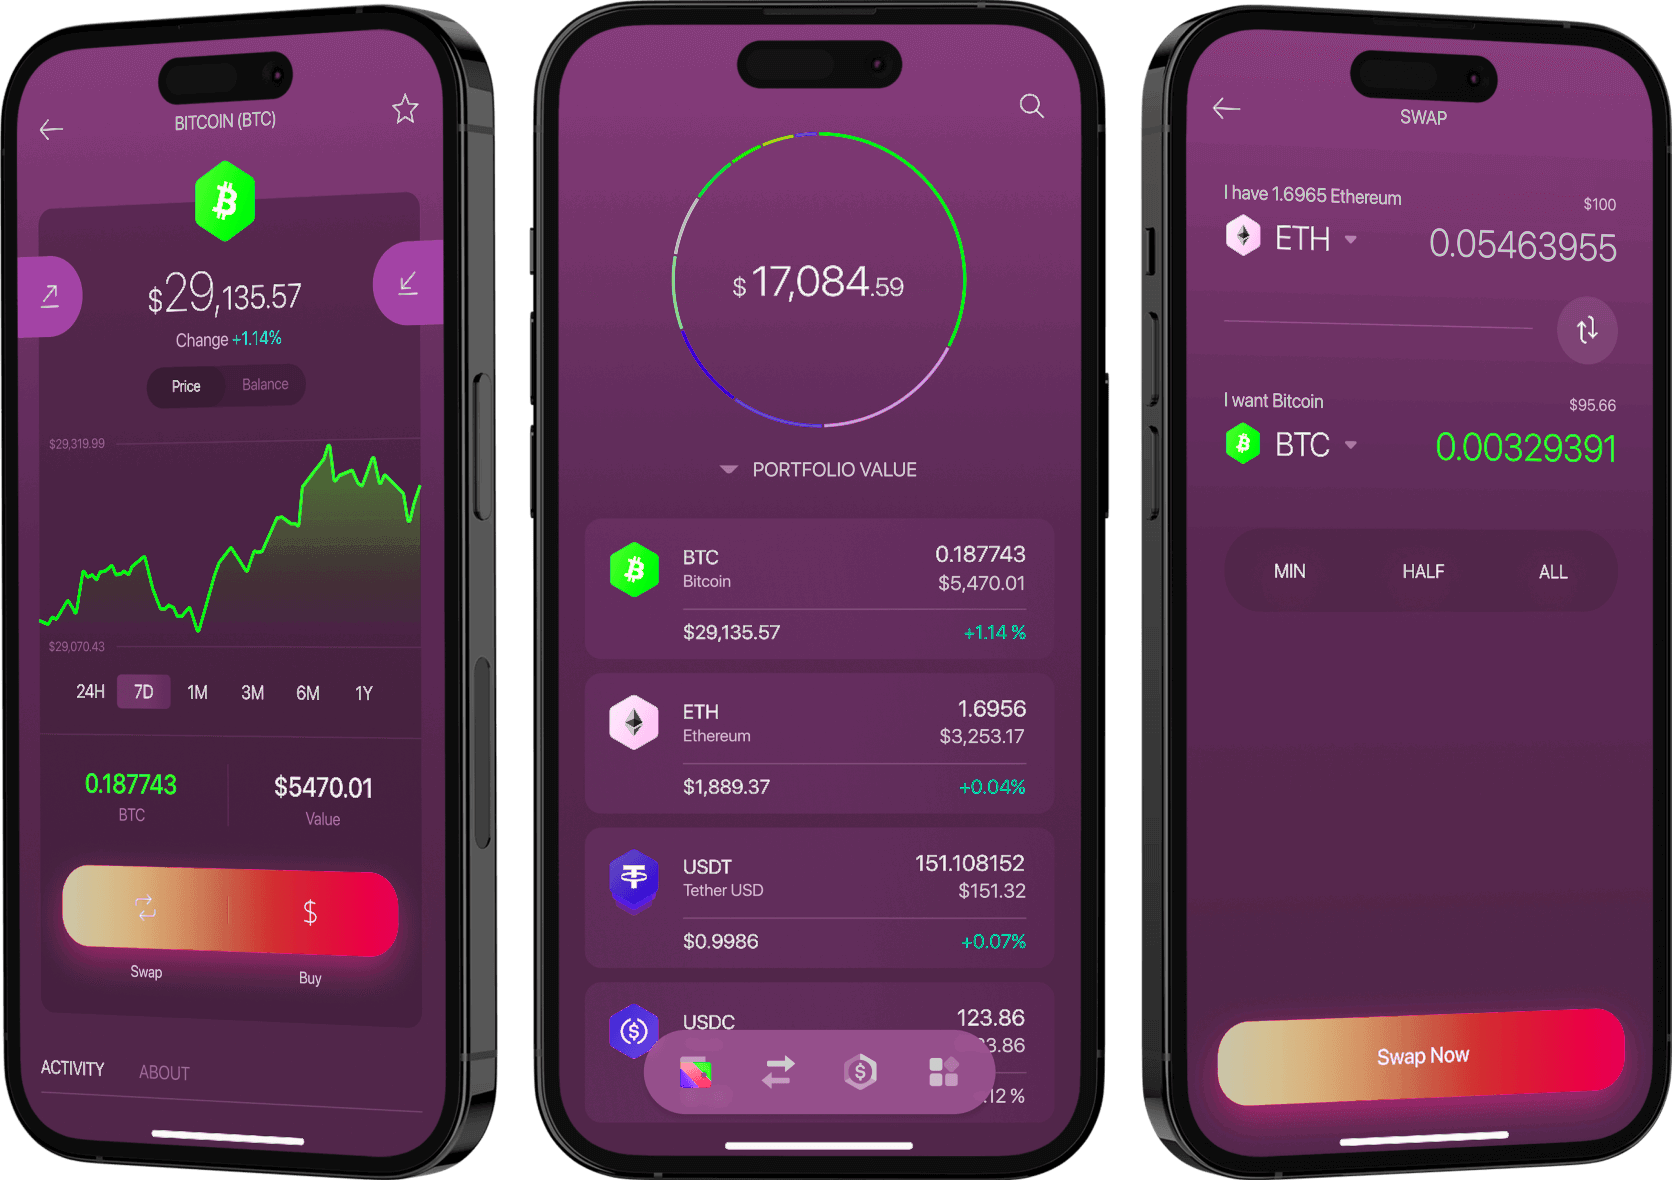 BITCOIN (BTC)
$29,135.57
Change +1.14%
Price Balance
$29,319.99
$29,070.43
24H 7D 1M 3M 6M 1Y
0.187743 $5470.01
BTC Value
$
Swap Buy
ACTIVITY ABOUT
$17,084.59
PORTFOLIO VALUE
BTC 0.187743
Bitcoin $5,470.01
$29,135.57 +1.14 %
ETH 1.6956
Ethereum $3,253.17
$1,889.37 +0.04%
USDT 151.108152
Tether USD $151.32
$0.9986 +0.07%
USDC 123.86
3.86
.12 %
SWAP
I have 1.6965 Ethereum $100
ETH 0.05463955
I want Bitcoin $95.66
BTC 0.00329391
MIN HALF ALL
Swap Now